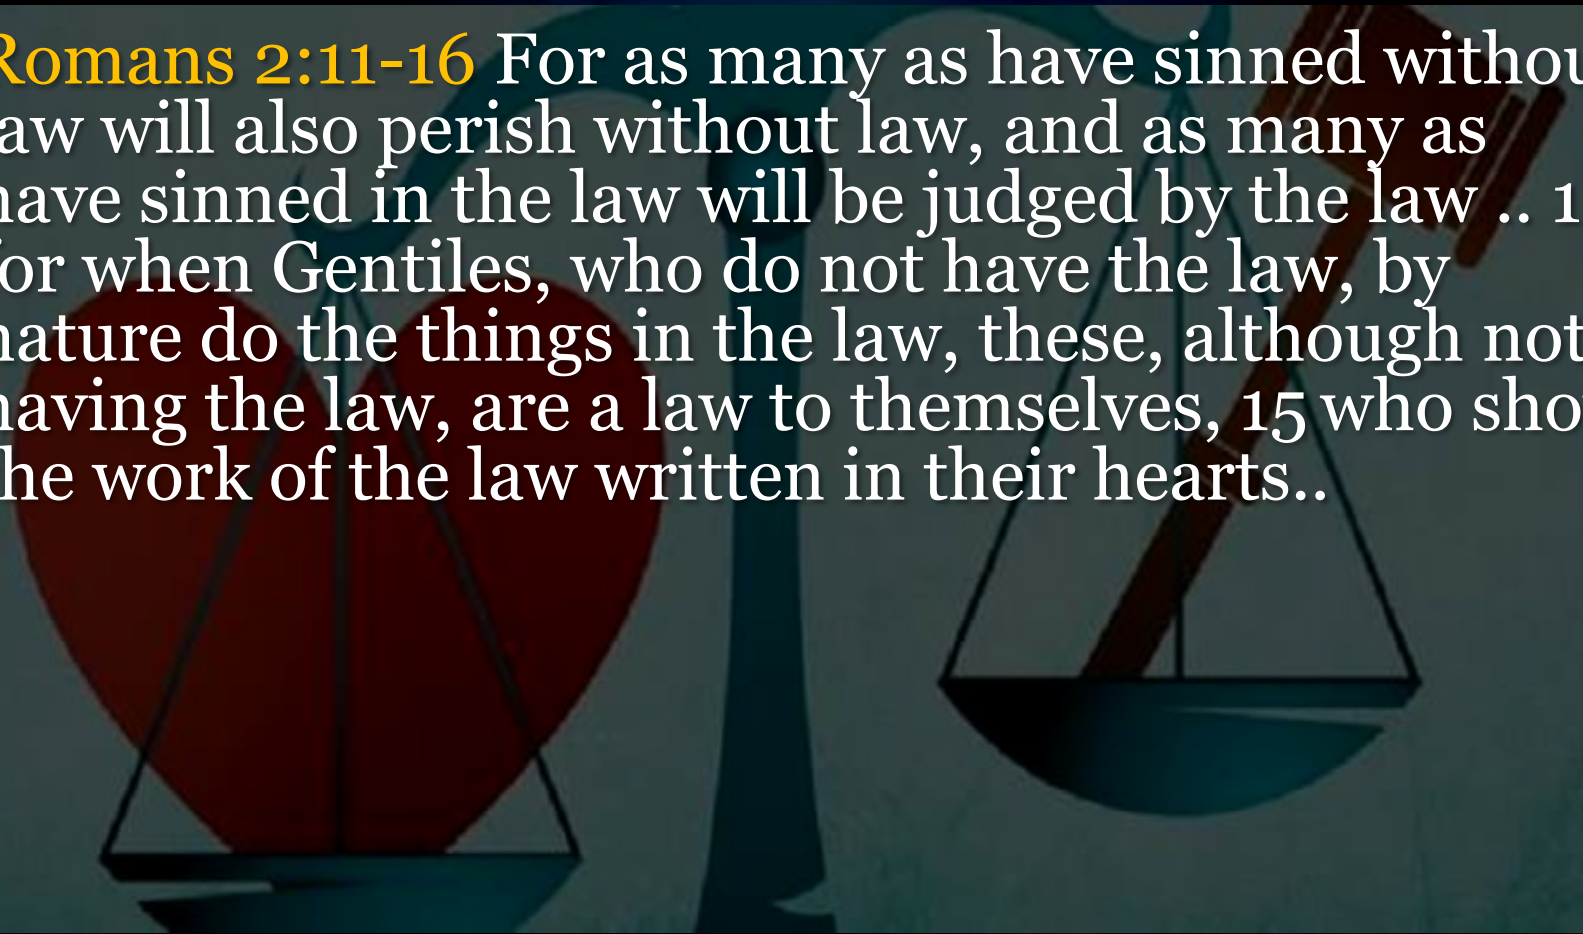 Romans 2:11-16 For as many as have sinned withou
aw will also perish without law, and as many as
have sinned in the law will be judged by the law .. 1
for when Gentiles, who do not have the law, by
nature do the things in the law, these, although not
having the law, are a law to themselves, 15 who sho
he work of the law written in their hearts..